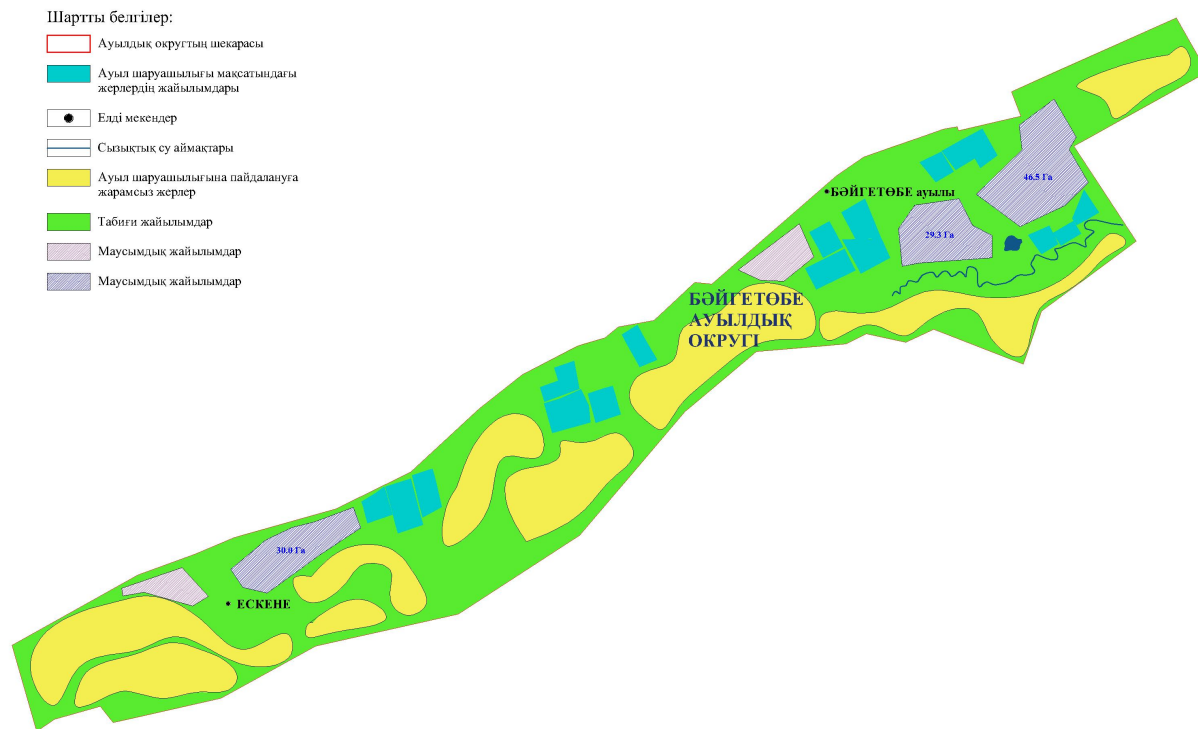 Шартты белгілер:
Ауылдық округтың шекарасы
Ауыл шаруашылығы мақсатындағы
жерлердің жайылымдары
Елді мекендер
Сызықтық су аймақтары
Ауыл шаруашылығына пайдалануға
жарамсыз жерлер
Табиғи жайылымдар
Маусымдық жайылымдар
Маусымдық жайылымдар
46.5 Га
БӘЙГЕТӨБЕ ауылы
29.3 Га
БӘЙГЕТӨБЕ
АУЫЛДЫҚ
ОКРУГІ
30.0 Га
ЕСКЕНЕ